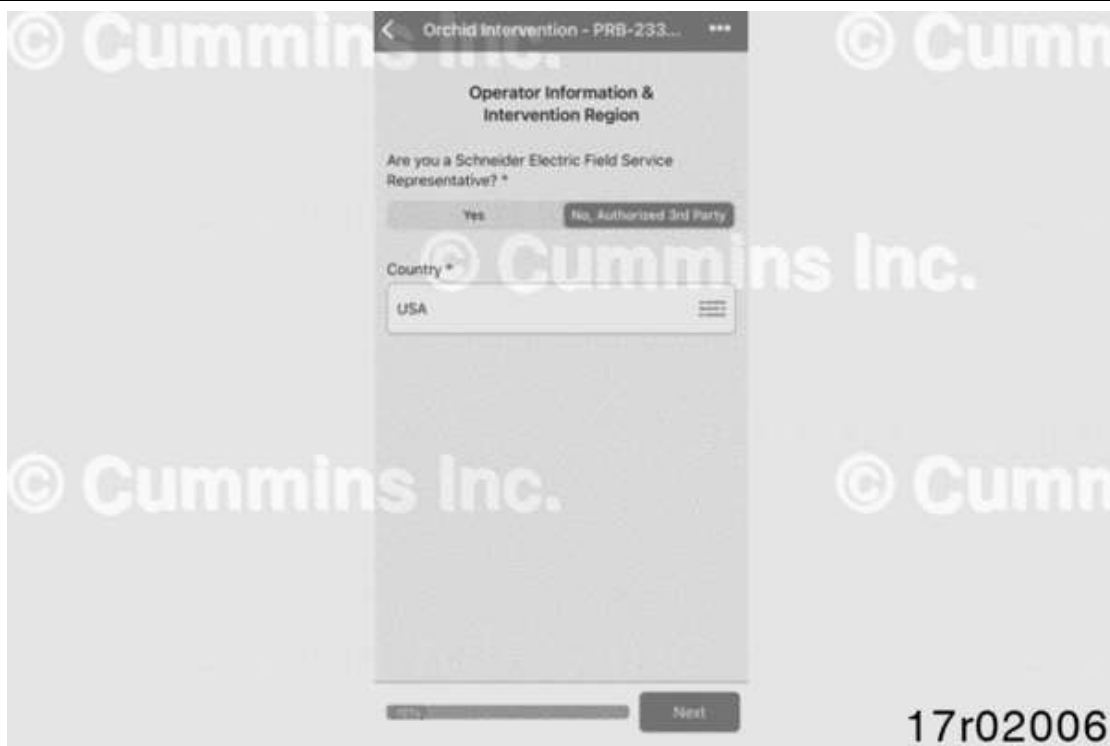 © Cummins Inc.
© Cumm
Orchid Intervention - PRB-233...
Operator Information &
Intervention Region
Are you a Schneider Electric Field Service
Representative? *
Yes
No, Authorized 3rd Party
© Cummins Inc.
Country *
USA
© Cummins Inc.
© Cumm
Next
17r02006